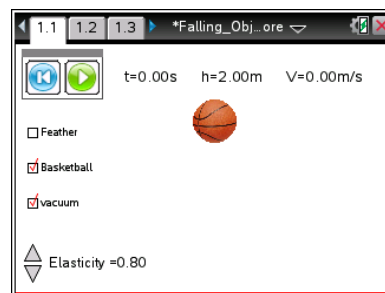 1.1 1.2 1.3 *Falling_Obj...ore
t=0.00s h=2.00m V=0.00m/s
Feather
Basketball
vacuum
Elasticity =0.80